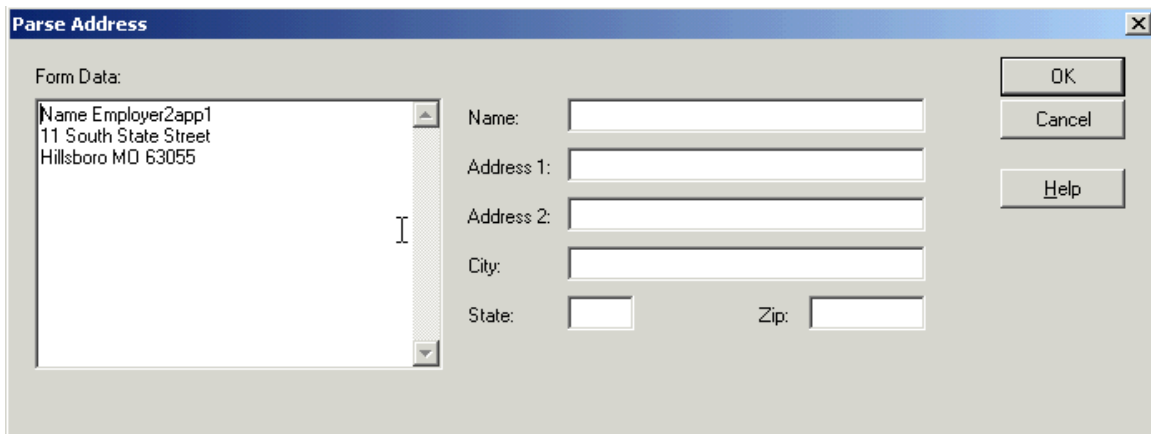 Parse Address
Form Data:
Name Employer2app1
11 South State Street
Hillsboro MO 63055
Name:
Address 1:
Address 2:
City:
State:
Zip:
OK
Cancel
Help